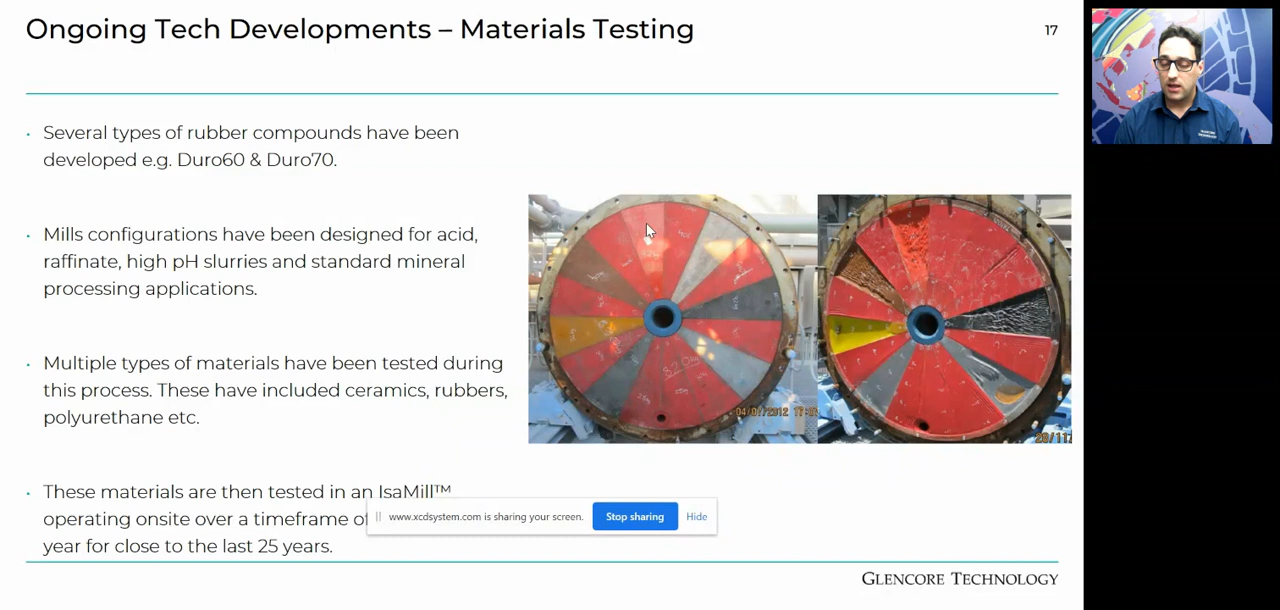 Ongoing Tech Developments – Materials Testing
17
• Several types of rubber compounds have been
developed e.g. Duro60 & Duro70.
• Mills configurations have been designed for acid,
raffinate, high pH slurries and standard mineral
processing applications.
• Multiple types of materials have been tested during
this process. These have included ceramics, rubbers,
polyurethane etc.
• These materials are then tested in an IsaMill™
operating onsite over a timeframe of
year for close to the last 25 years.
www.xcdsystem.com is sharing your screen.
Stop sharing
Hide
GLENCORE TECHNOLOGY